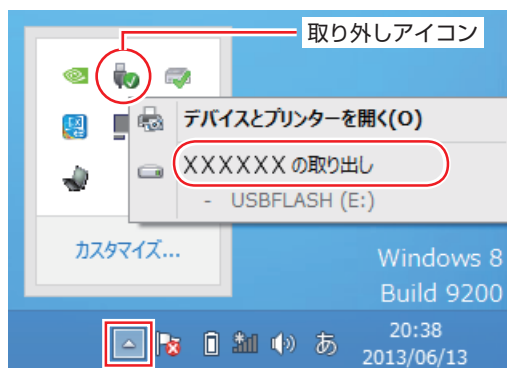 取り外しアイコン
デバイスとプリンターを開く(O)
XXXXXX の取り出し
- USBFLASH (E:)
カスタマイズ...
Windows 8
Build 9200
あ
20:38
2013/06/13